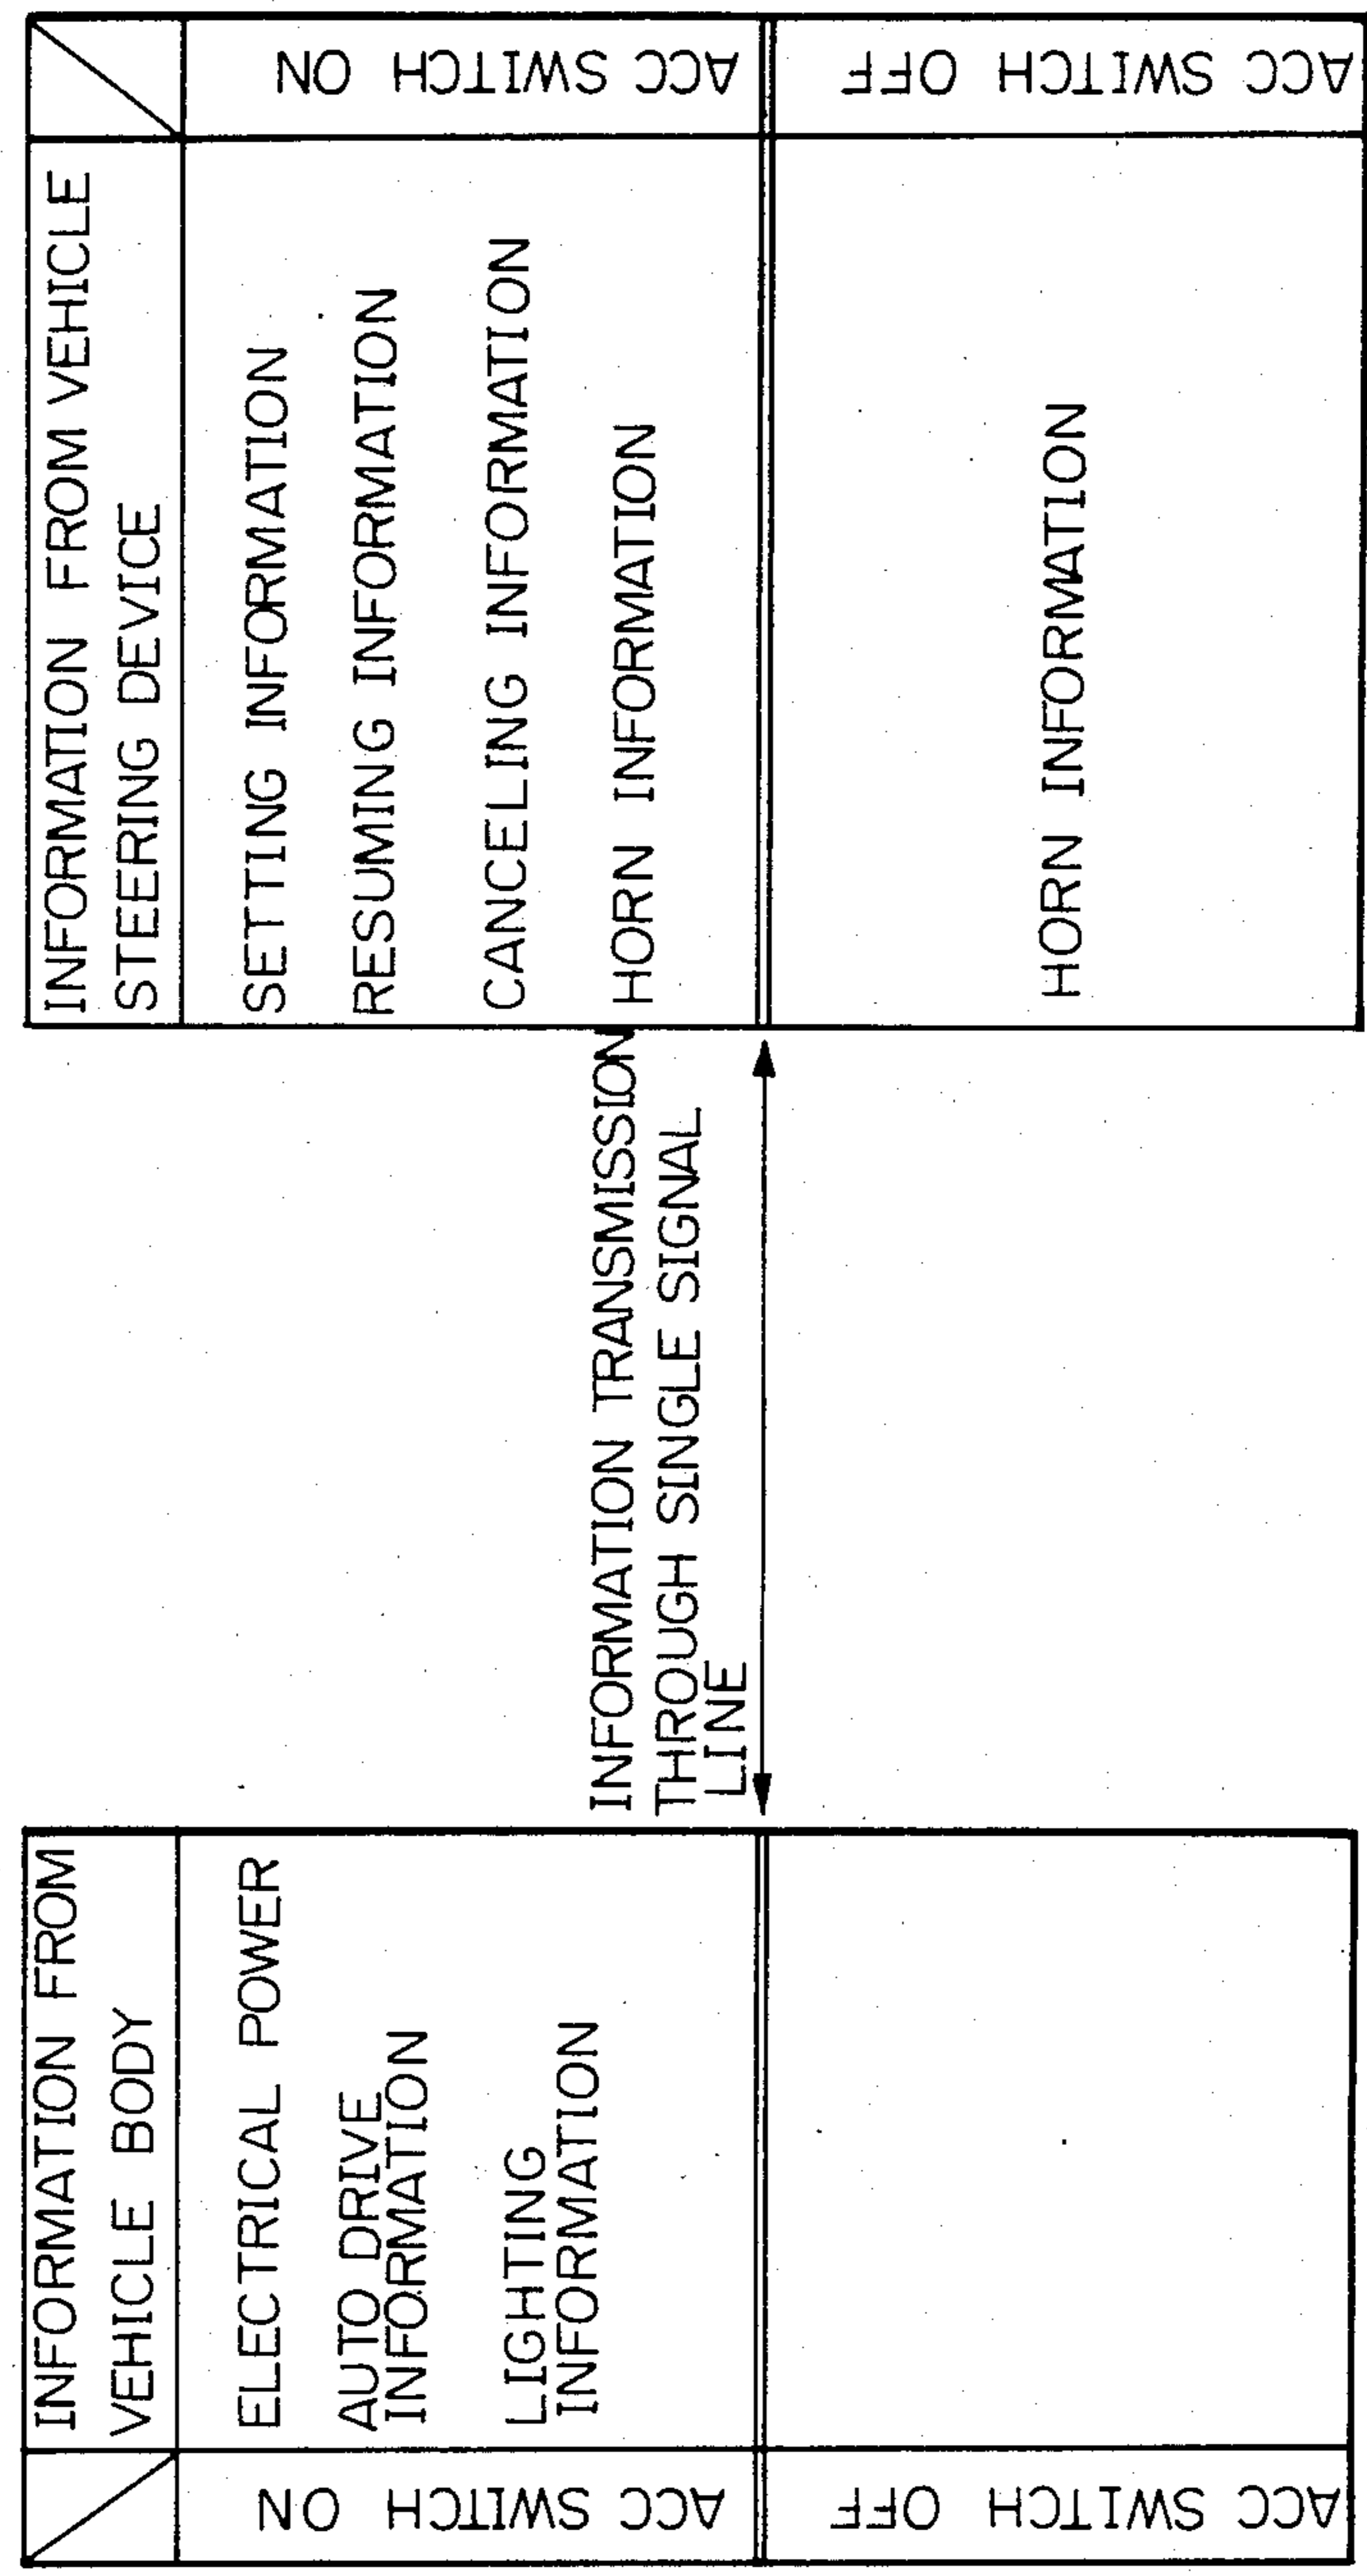 INFORMATION FROM
VEHICLE BODY
ACC SWITCH ON
ELECTRICAL POWER
AUTO DRIVE
INFORMATION
LIGHTING
INFORMATION
ACC SWITCH OFF
INFORMATION TRANSMISSION
THROUGH SINGLE SIGNAL
LINE
INFORMATION FROM VEHICLE
STEERING DEVICE
SETTING INFORMATION
RESUMING INFORMATION
CANCELING INFORMATION
HORN INFORMATION
ACC SWITCH ON
HORN INFORMATION
ACC SWITCH OFF